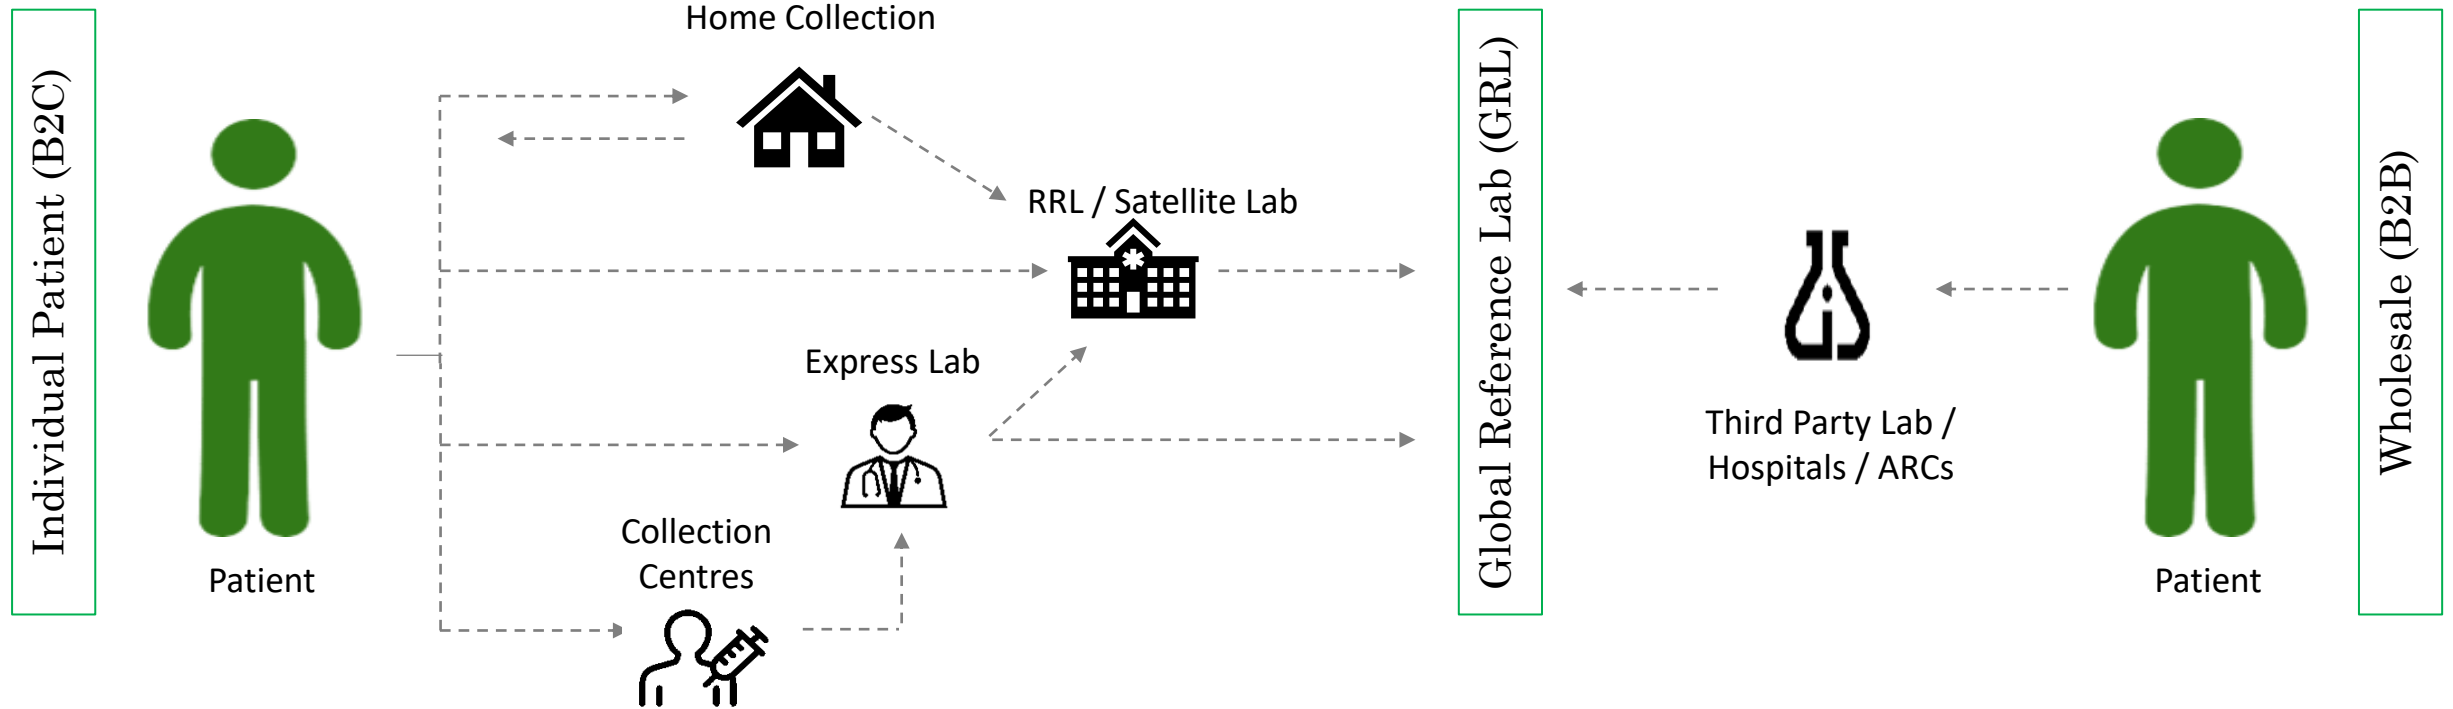 Individual Patient (B2C)
Patient
Home Collection
RRL / Satellite Lab
Express Lab
Collection
Centres
Global Reference Lab (GRL)
Third Party Lab /
Hospitals / ARCs
Patient
Wholesale (B2B)